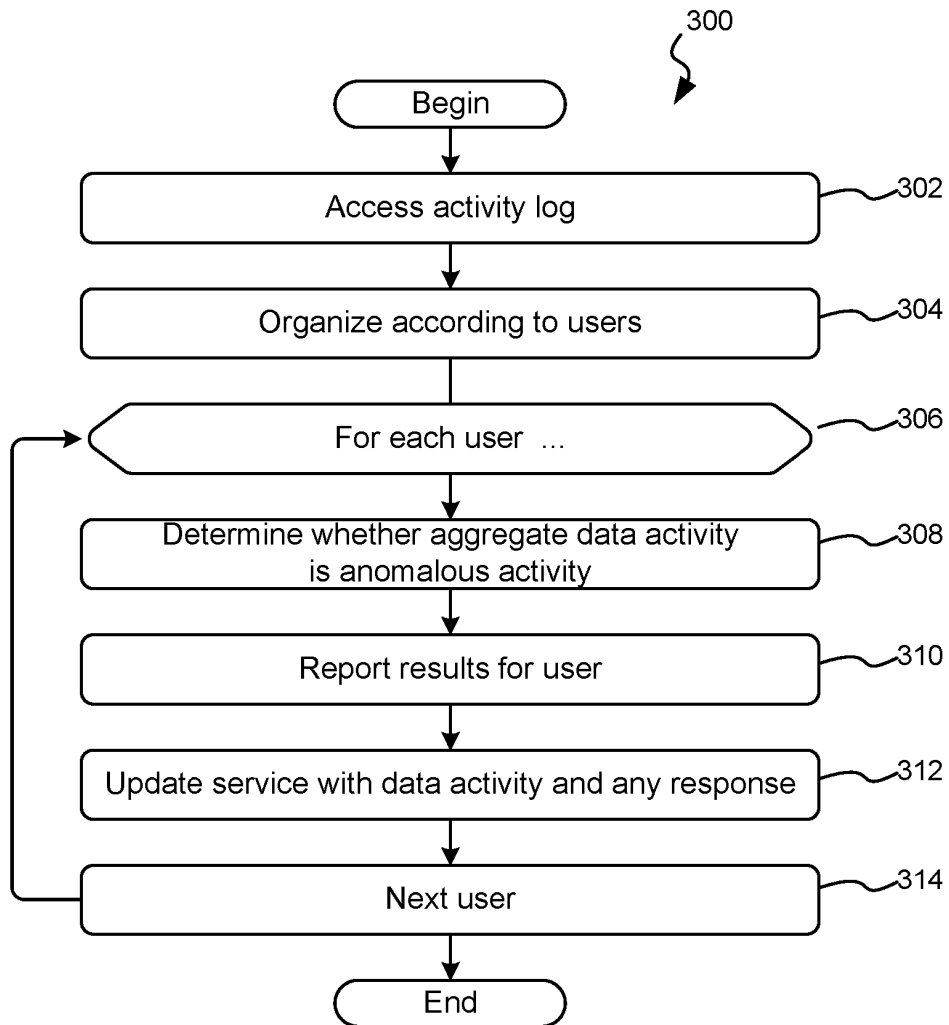 300
Begin
Access activity log
302
Organize according to users
304
For each user ...
306
Determine whether aggregate data activity
is anomalous activity
308
Report results for user
310
Update service with data activity and any response
312
Next user
314
End